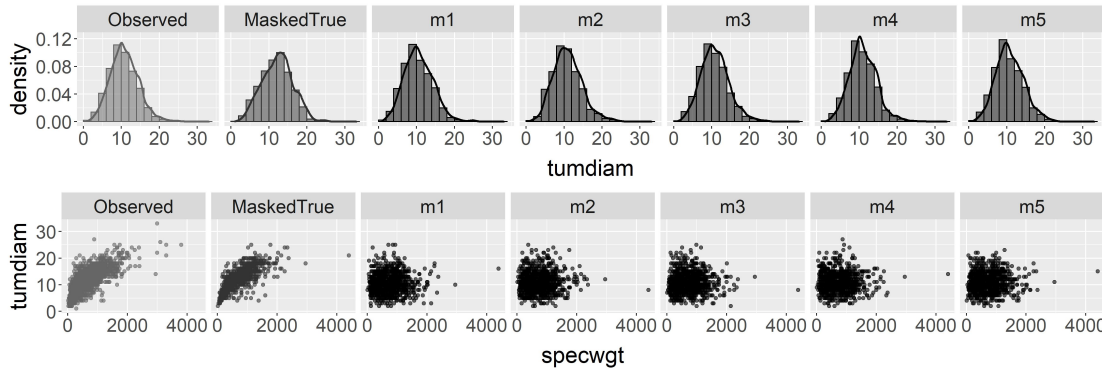 Observed MaskedTrue m1 m2 m3 m4 m5
density
0.12
0.08
0.04
0.00
0 10 20 30 0 10 20 30 0 10 20 30 0 10 20 30 0 10 20 30 0 10 20 30 0 10 20 30
tumdiam
Observed MaskedTrue m1 m2 m3 m4 m5
tumdiam
30
20
10
0
0 2000 4000 0 2000 4000 0 2000 4000 0 2000 4000 0 2000 4000 0 2000 4000 0 2000 4000
specwgt